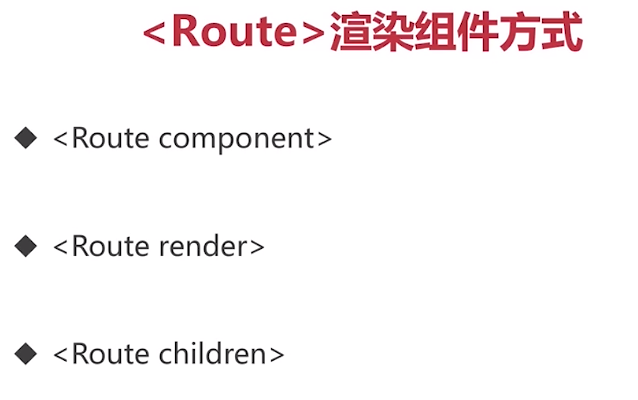 <Route>渲染组件方式
◆ <Route component>
◆ <Route render>
◆ <Route children>